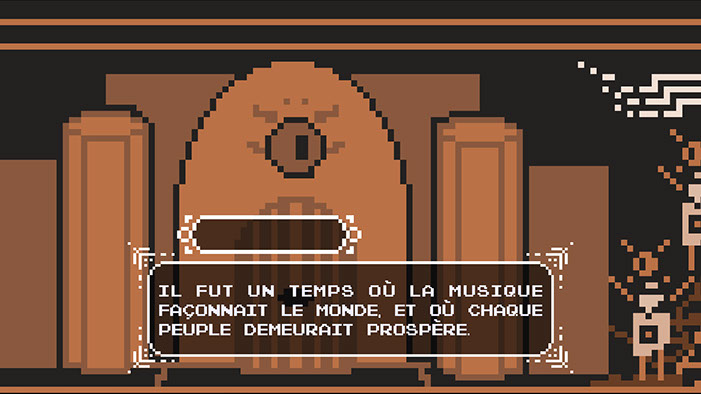 IL FUT UN TEMPS OÙ LA MUSIQUE
FAÇONNAIT LE MONDE, ET OÙ CHAQUE
PEUPLE DEMEURAIT PROSPÈRE.